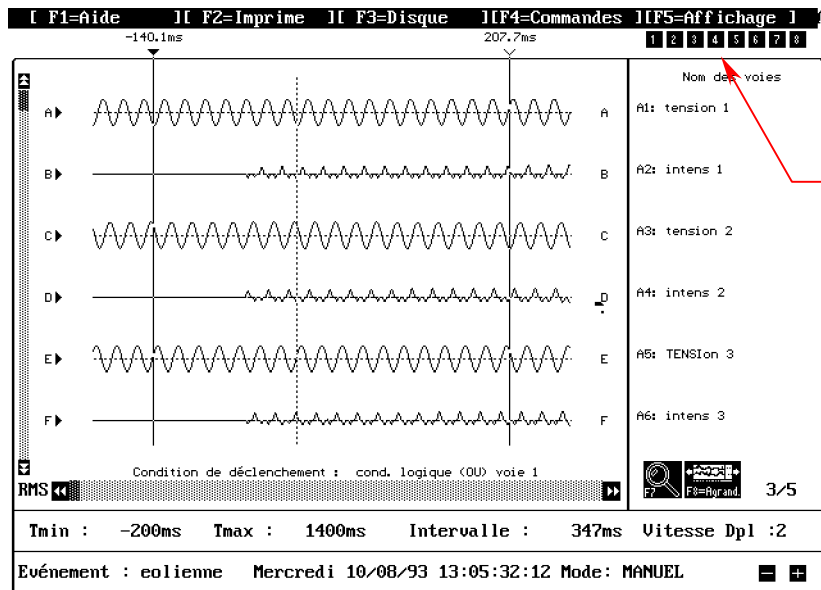 [ F1=Aide ][ F2=Imprime ][ F3=Disque ][F4=Commandes ][F5=Affichage ]
-140.1ms 207.7ms 1 2 3 4 5 6 7 8
Nom des voies
A A A1: tension 1
B B A2: intens 1
C C A3: tension 2
D D A4: intens 2
E E A5: TENSIon 3
F F A6: intens 3
Condition de déclenchement : cond. logique (OU) voie 1
RMS F7 F8=Agrand. 3/5
Tmin : -200ms Tmax : 1400ms Intervalle : 347ms Vitesse Dpl :2
Evénement : eolienne Mercredi 10/08/93 13:05:32:12 Mode: MANUEL